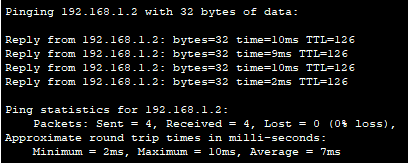 Pinging 192.168.1.2 with 32 bytes of data:
Reply from 192.168.1.2: bytes=32 time=10ms TTL=126
Reply from 192.168.1.2: bytes=32 time=9ms TTL=126
Reply from 192.168.1.2: bytes=32 time=10ms TTL=126
Reply from 192.168.1.2: bytes=32 time=2ms TTL=126
Ping statistics for 192.168.1.2:
Packets: Sent = 4, Received = 4, Lost = 0 (0% loss),
Approximate round trip times in milli-seconds:
Minimum = 2ms, Maximum = 10ms, Average = 7ms